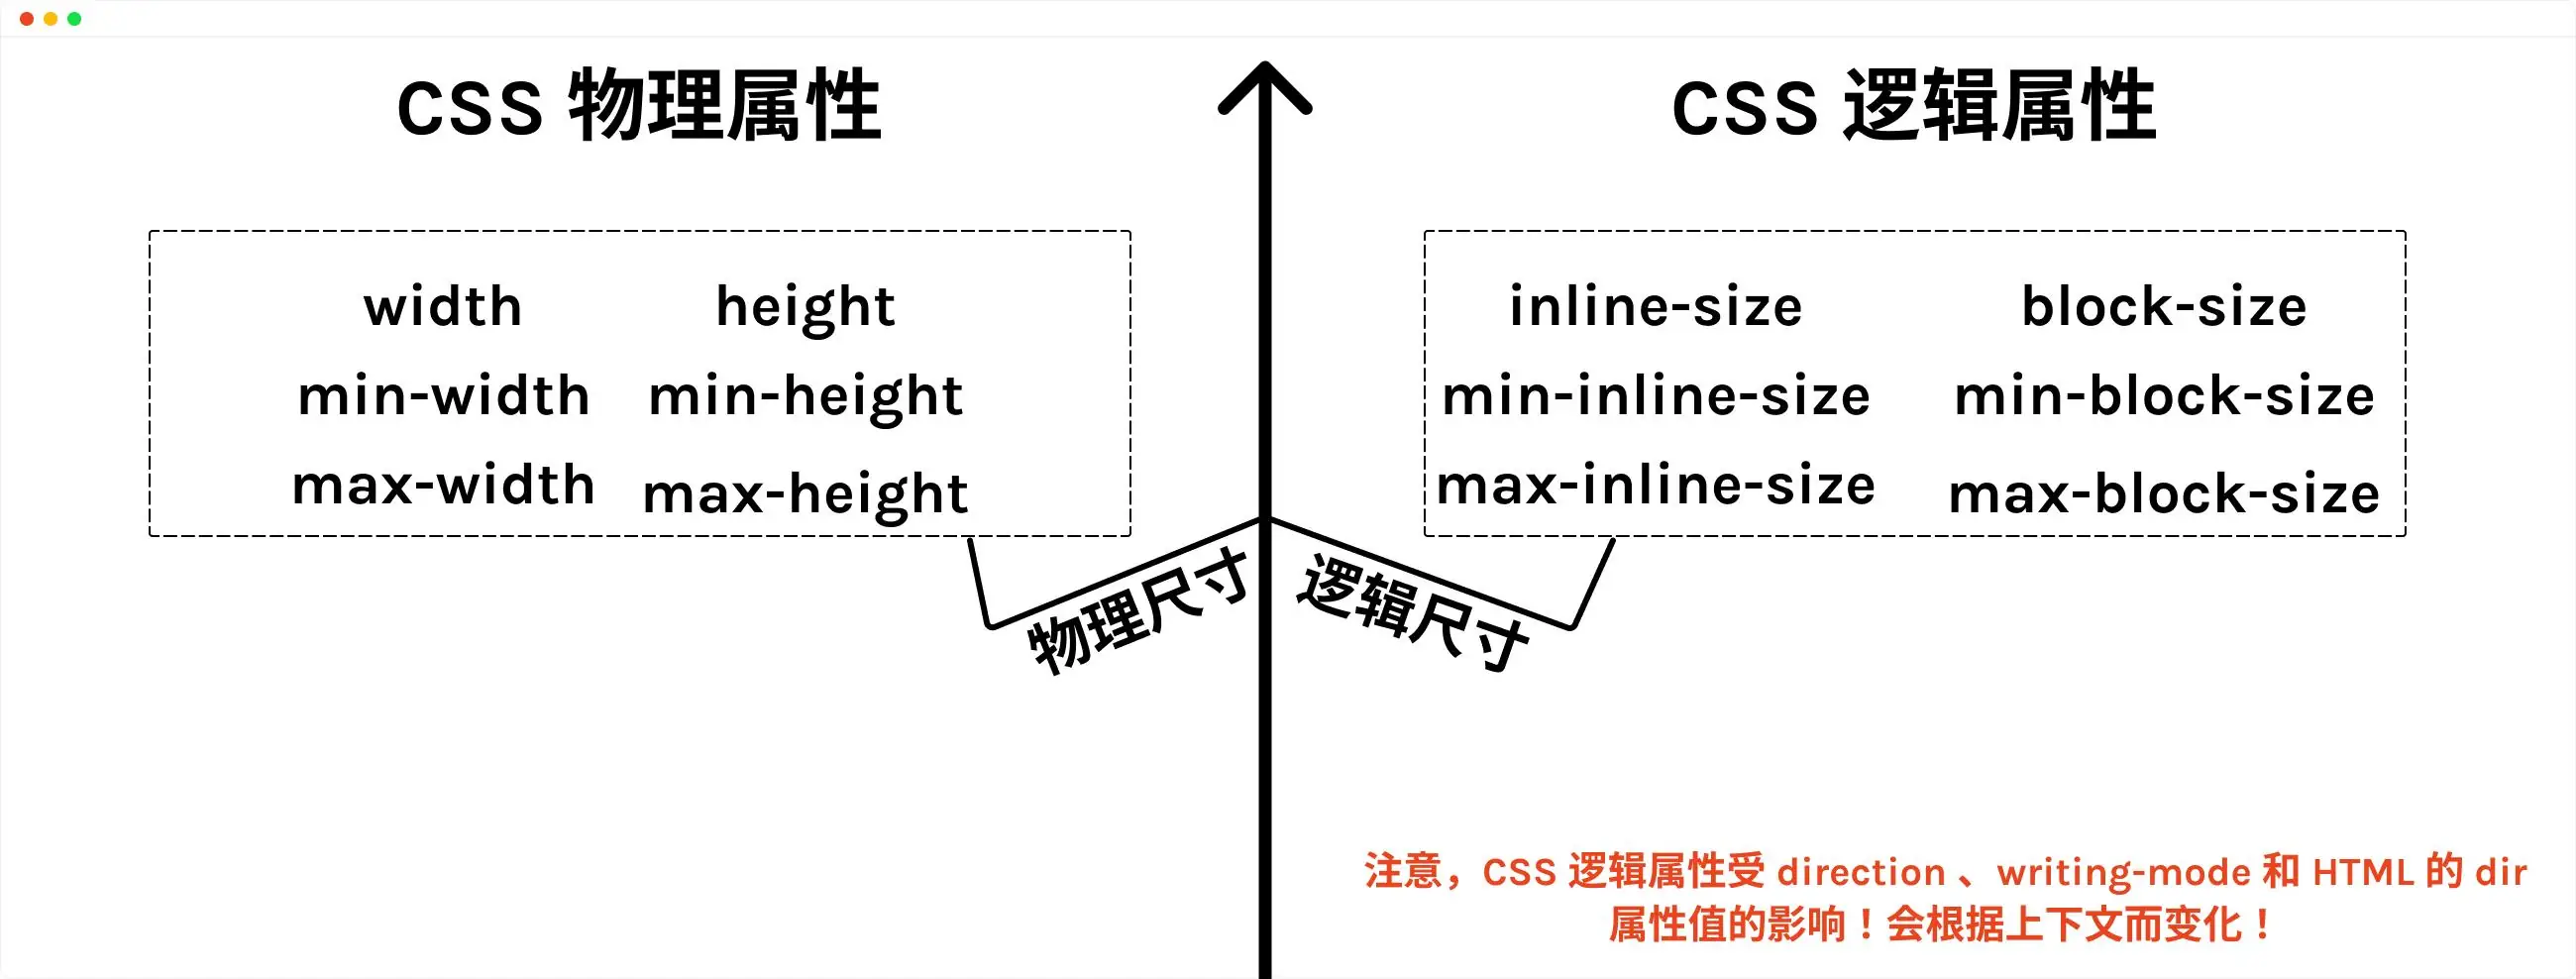 CSS 物理属性
CSS 逻辑属性
width height
min-width min-height
max-width max-height
inline-size block-size
min-inline-size min-block-size
max-inline-size max-block-size
物理尺寸
逻辑尺寸
注意，CSS 逻辑属性受 direction 、writing-mode 和 HTML 的 dir
属性值的影响！会根据上下文而变化！